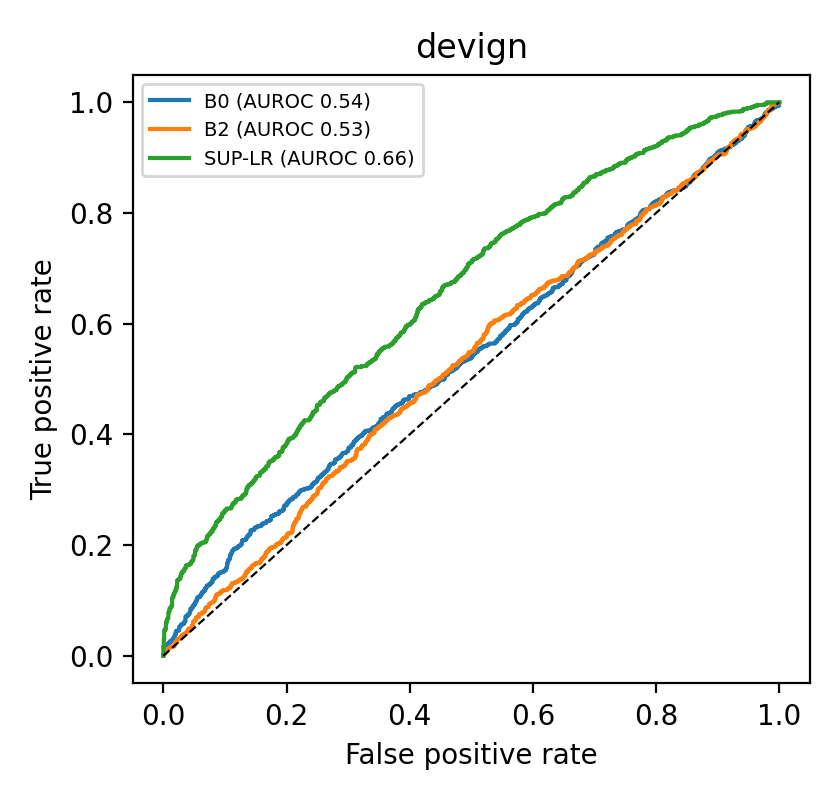 devign
B0 (AUROC 0.54)
B2 (AUROC 0.53)
SUP-LR (AUROC 0.66)
1.0
0.8
0.6
0.4
0.2
0.0
True positive rate
0.0 0.2 0.4 0.6 0.8 1.0
False positive rate